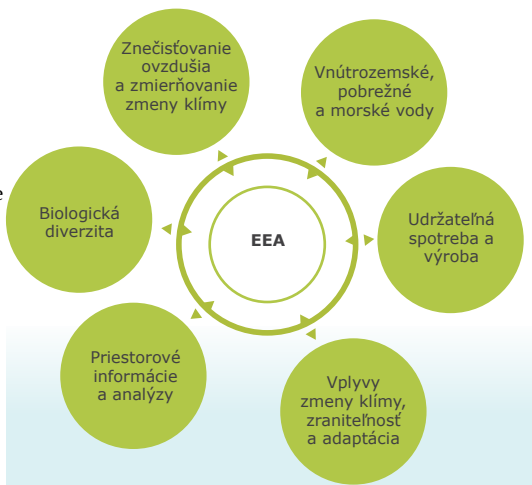 Znečisťovanie
ovzdušia
a zmierňovanie
zmeny klímy
Vnútrozemské,
pobrežné
a morské vody
e
Biologická
diverzita
EEA
Udržateľná
spotreba a
výroba
Priestorové
informácie
a analýzy
Vplyvy
zmeny klímy,
zraniteľnosť
a adaptácia